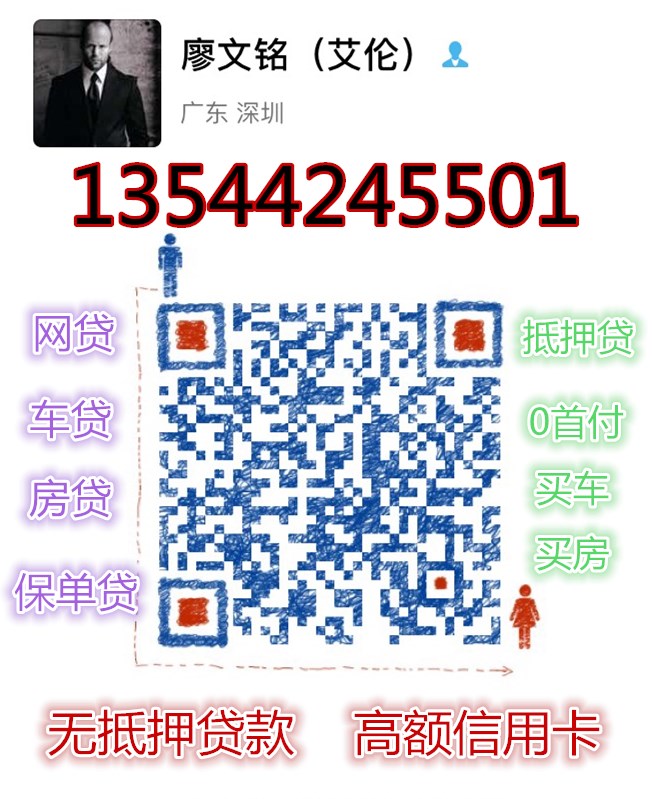 廖文铭（艾伦）
广东 深圳
13544245501
网贷
车贷
房贷
保单贷
抵押贷
0首付
买车
买房
无抵押贷款 高额信用卡